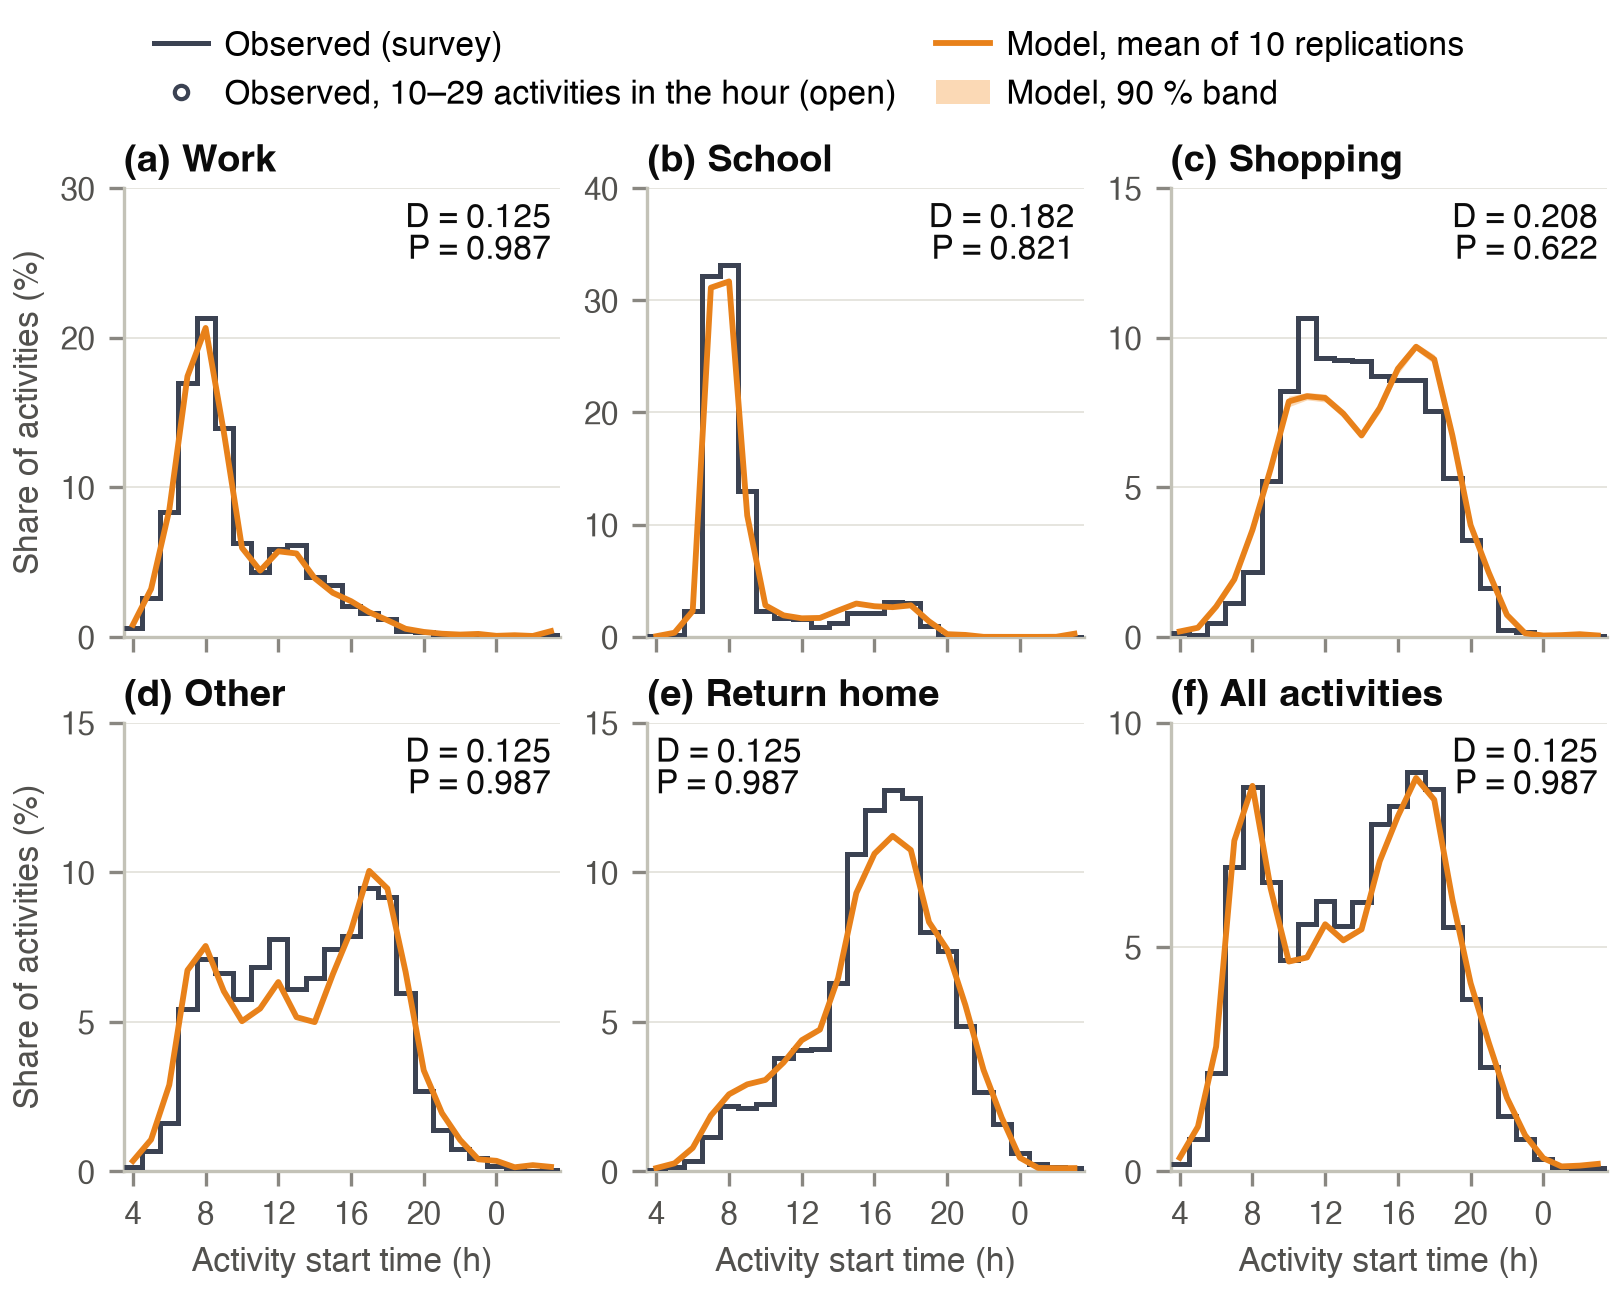 Observed (survey)
Model, mean of 10 replications
Observed, 10–29 activities in the hour (open)
Model, 90 % band
(a) Work
(b) School
(c) Shopping
Share of activities (%)
30
20
10
0
D = 0.125
P = 0.987
40
30
20
10
0
D = 0.182
P = 0.821
15
10
5
0
D = 0.208
P = 0.622
(d) Other
(e) Return home
(f) All activities
Share of activities (%)
15
10
5
0
D = 0.125
P = 0.987
15
10
5
0
D = 0.125
P = 0.987
10
5
0
D = 0.125
P = 0.987
4 8 12 16 20 0
4 8 12 16 20 0
4 8 12 16 20 0
Activity start time (h)
Activity start time (h)
Activity start time (h)